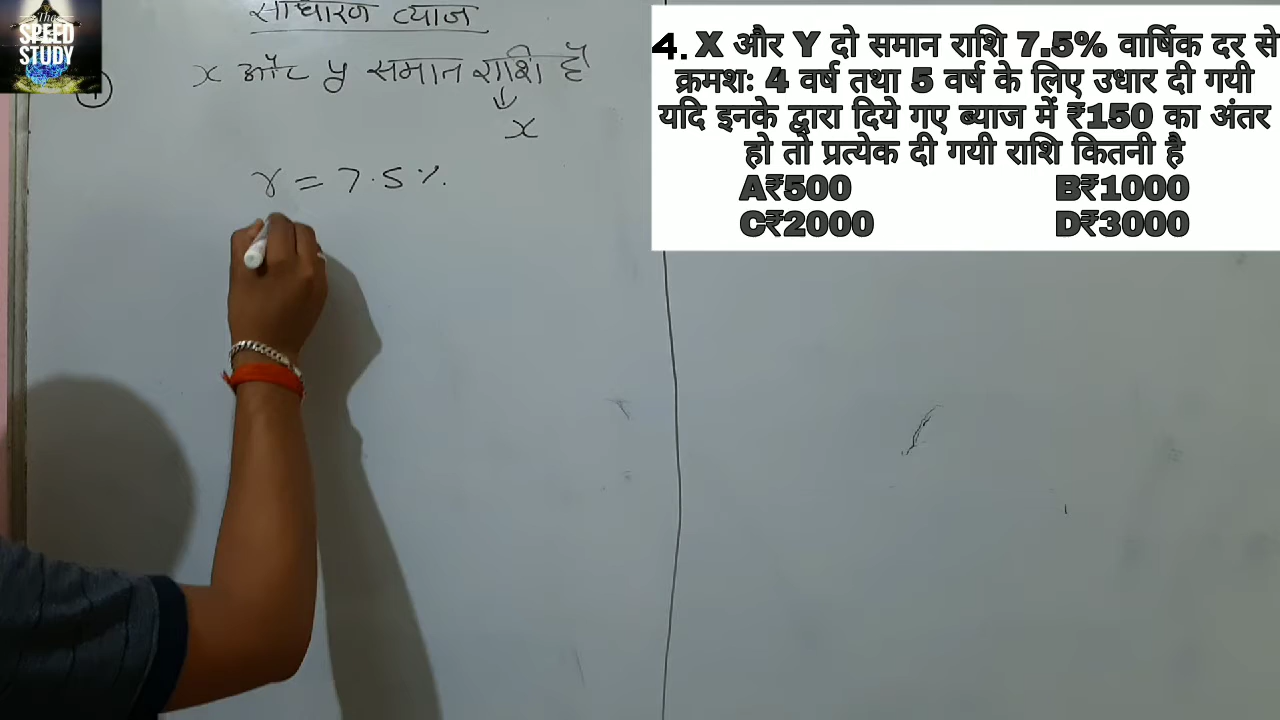 The
SPEED
STUDY
साधारण ब्याज
x और y समान राशि हो
x
r = 7.5%
4. X और Y दो समान राशि 7.5% वार्षिक दर से
क्रमशः 4 वर्ष तथा 5 वर्ष के लिए उधार दी गयी
यदि इनके द्वारा दिये गए ब्याज में ₹150 का अंतर
हो तो प्रत्येक दी गयी राशि कितनी है
A₹500 B₹1000
C₹2000 D₹3000